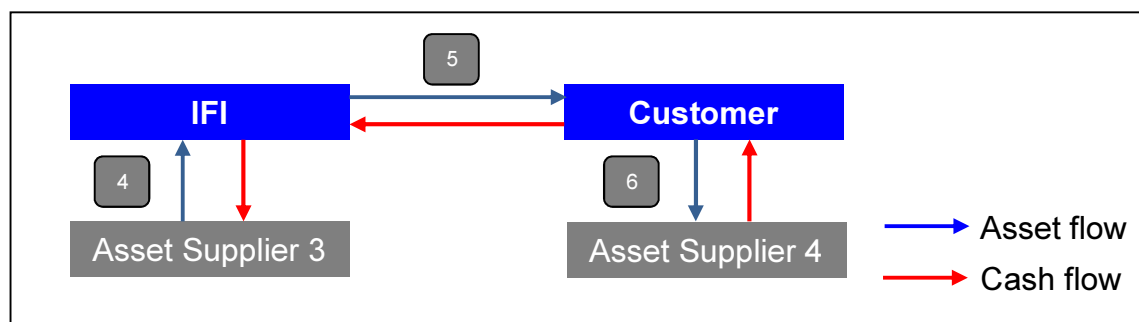 5
IFI
Customer
4
6
Asset Supplier 3
Asset Supplier 4
Asset flow
Cash flow